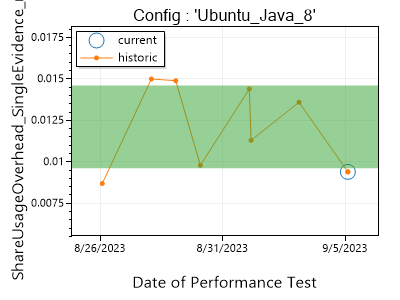 Config : 'Ubuntu_Java_8'
current
historic
0.0175
0.015
0.0125
0.01
0.0075
ShareUsageOverhead_SingleEvidence_
8/26/2023
8/31/2023
9/5/2023
Date of Performance Test